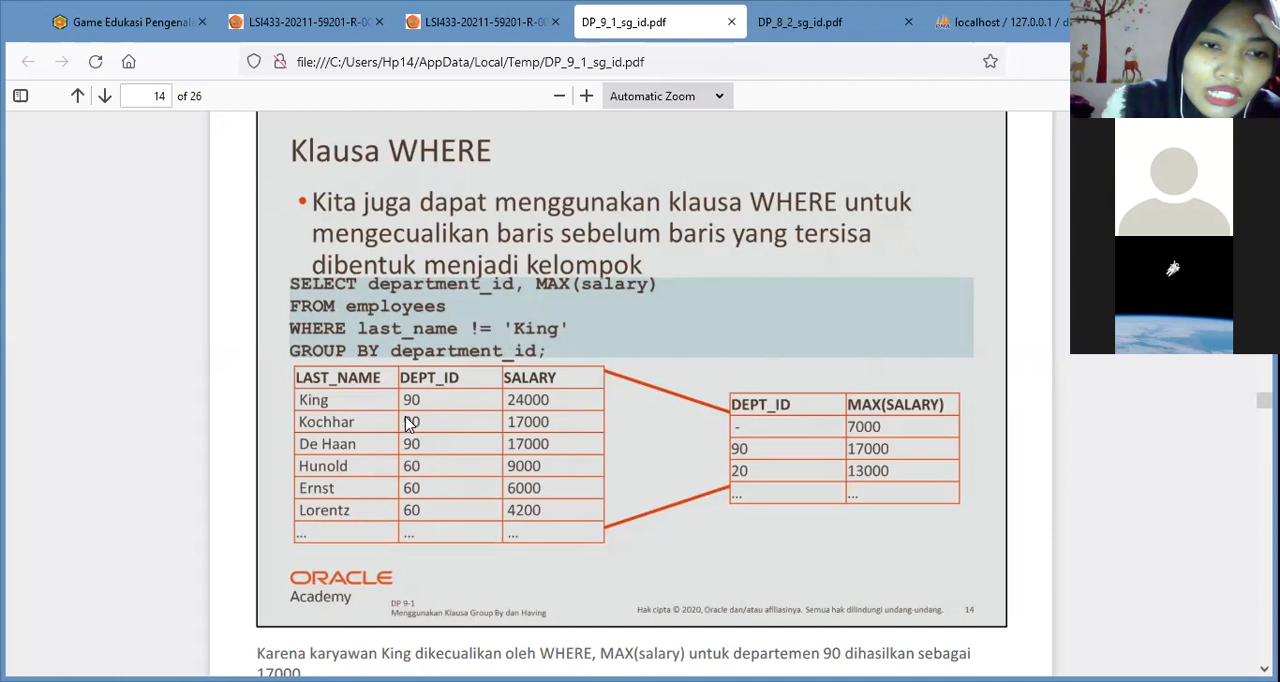 Game Edukasi Pengenala
LSI433-20211-59201-R-00
LSI433-20211-59201-R-00
DP_9_1_sg_id.pdf
DP_8_2_sg_id.pdf
localhost / 127.0.0.1 / d
file:///C:/Users/Hp14/AppData/Local/Temp/DP_9_1_sg_id.pdf
14 of 26
Automatic Zoom
Klausa WHERE
• Kita juga dapat menggunakan klausa WHERE untuk
mengecualikan baris sebelum baris yang tersisa
dibentuk menjadi kelompok
SELECT department_id, MAX(salary)
FROM employees
WHERE last_name != 'King'
GROUP BY department_id;
LAST_NAME DEPT_ID SALARY
King 90 24000
Kochhar 17000
De Haan 90 17000
Hunold 60 9000
Ernst 60 6000
Lorentz 60 4200
... ... ...
DEPT_ID MAX(SALARY)
- 7000
90 17000
20 13000
... ...
ORACLE
Academy
DP 9-1
Menggunakan Klausa Group By dan Having
Hak cipta © 2020, Oracle dan/atau afiliasinya. Semua hak dilindungi undang-undang.
14
Karena karyawan King dikecualikan oleh WHERE, MAX(salary) untuk departemen 90 dihasilkan sebagai
17000